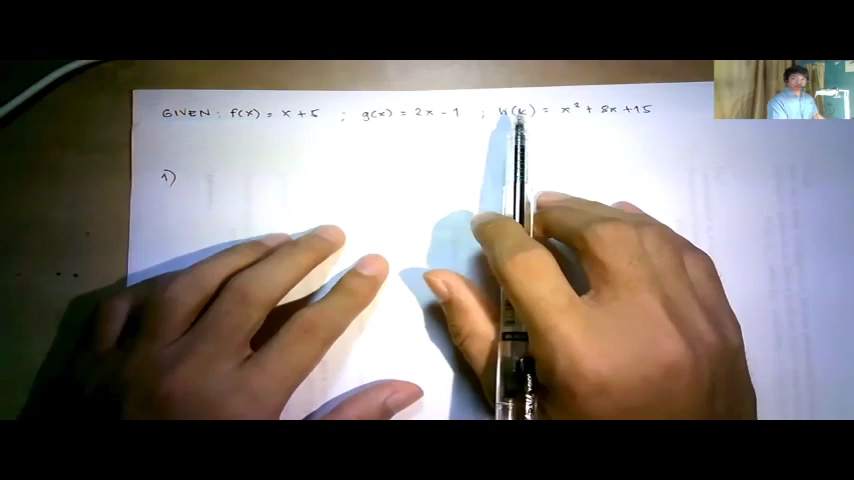 GIVEN: f(x) = x + 5 ; g(x) = 2x - 1 ; h(x) = x² + 8x + 15
1)